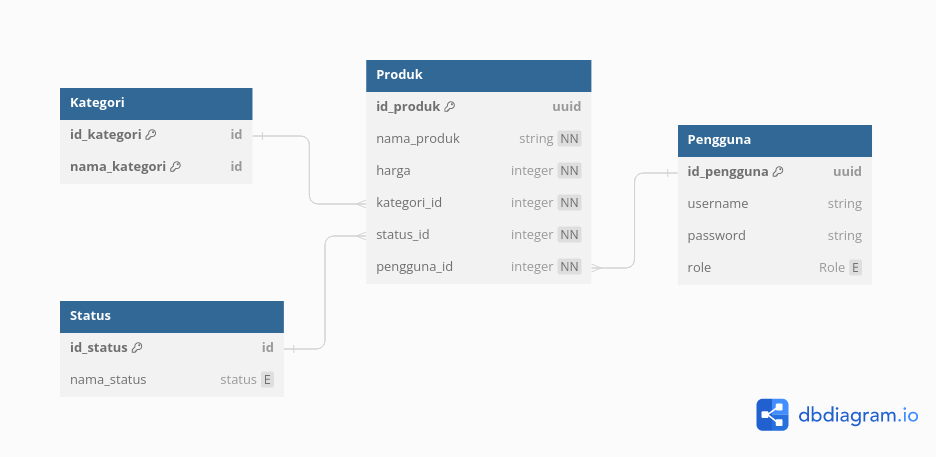 Kategori
id_kategori id
nama_kategori id
Produk
id_produk uuid
nama_produk string NN
harga integer NN
kategori_id integer NN
status_id integer NN
pengguna_id integer NN
Pengguna
id_pengguna uuid
username string
password string
role Role E
Status
id_status id
nama_status status E
dbdiagram.io